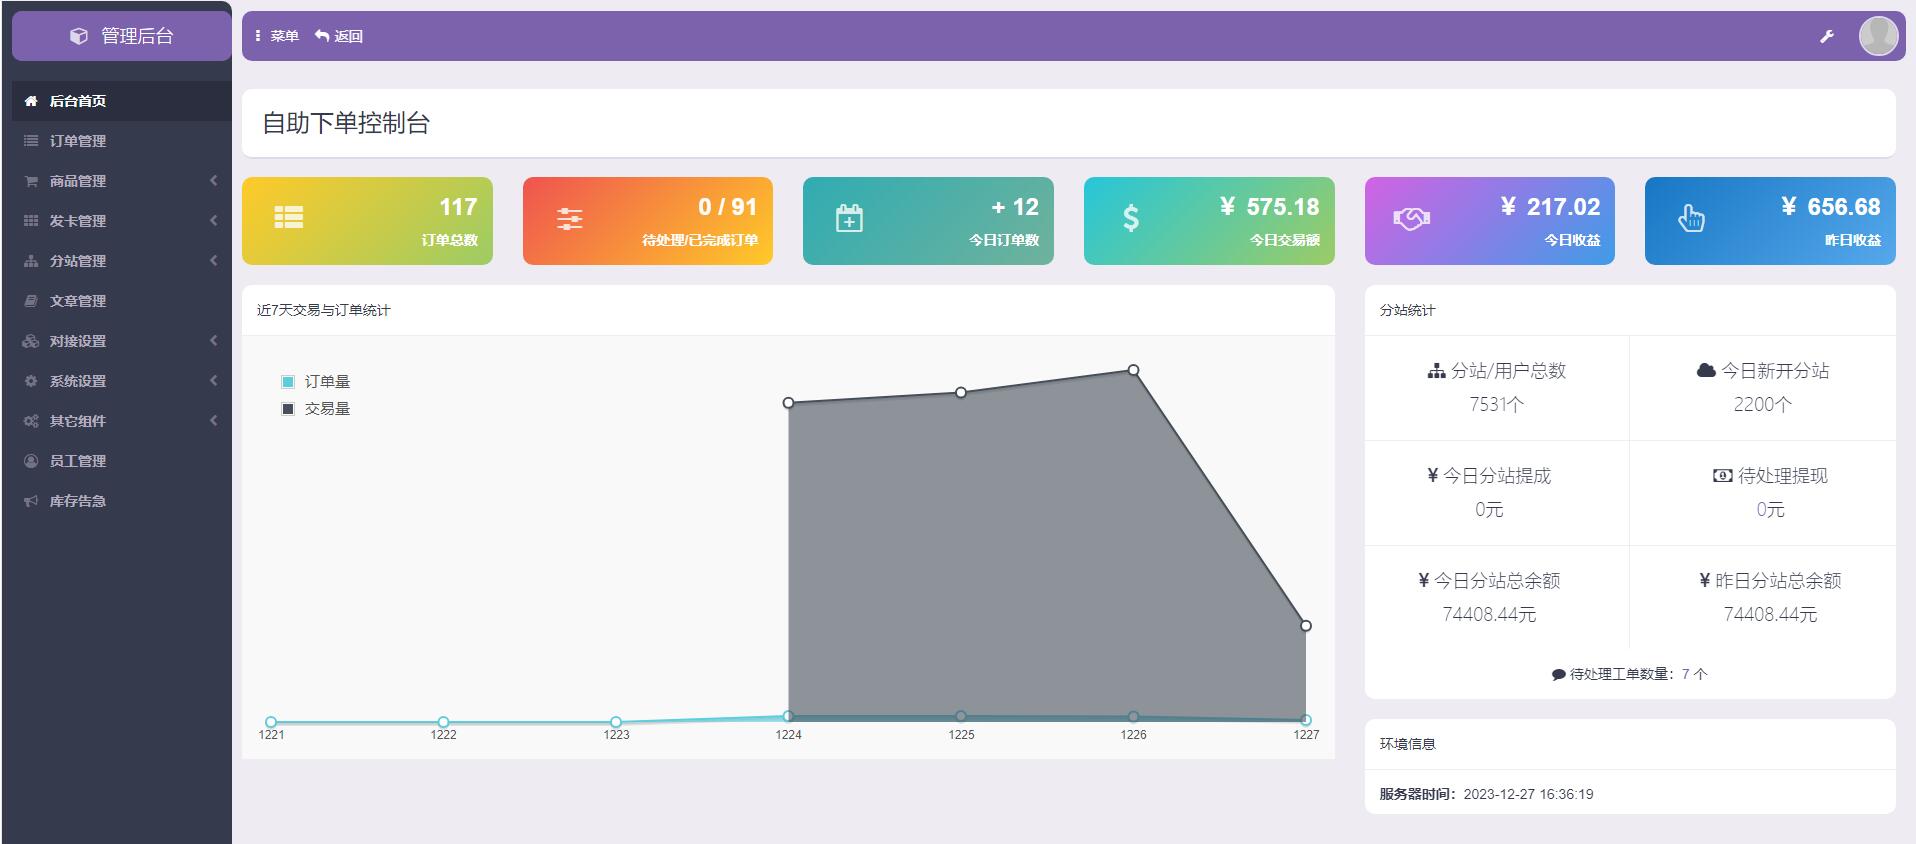 管理后台
菜单 返回
后台首页
订单管理
商品管理
发卡管理
分站管理
文章管理
对接设置
系统设置
其它组件
员工管理
库存告急
自助下单控制台
117
订单总数
0 / 91
待处理/已完成订单
+ 12
今日订单数
¥ 575.18
今日交易额
¥ 217.02
今日收益
¥ 656.68
昨日收益
近7天交易与订单统计
订单量
交易量
1221 1222 1223 1224 1225 1226 1227
分站统计
分站/用户总数
7531个
今日新开分站
2200个
¥ 今日分站提成
0元
待处理提现
0元
¥ 今日分站总余额
74408.44元
¥ 昨日分站总余额
74408.44元
待处理工单数量：7 个
环境信息
服务器时间：2023-12-27 16:36:19